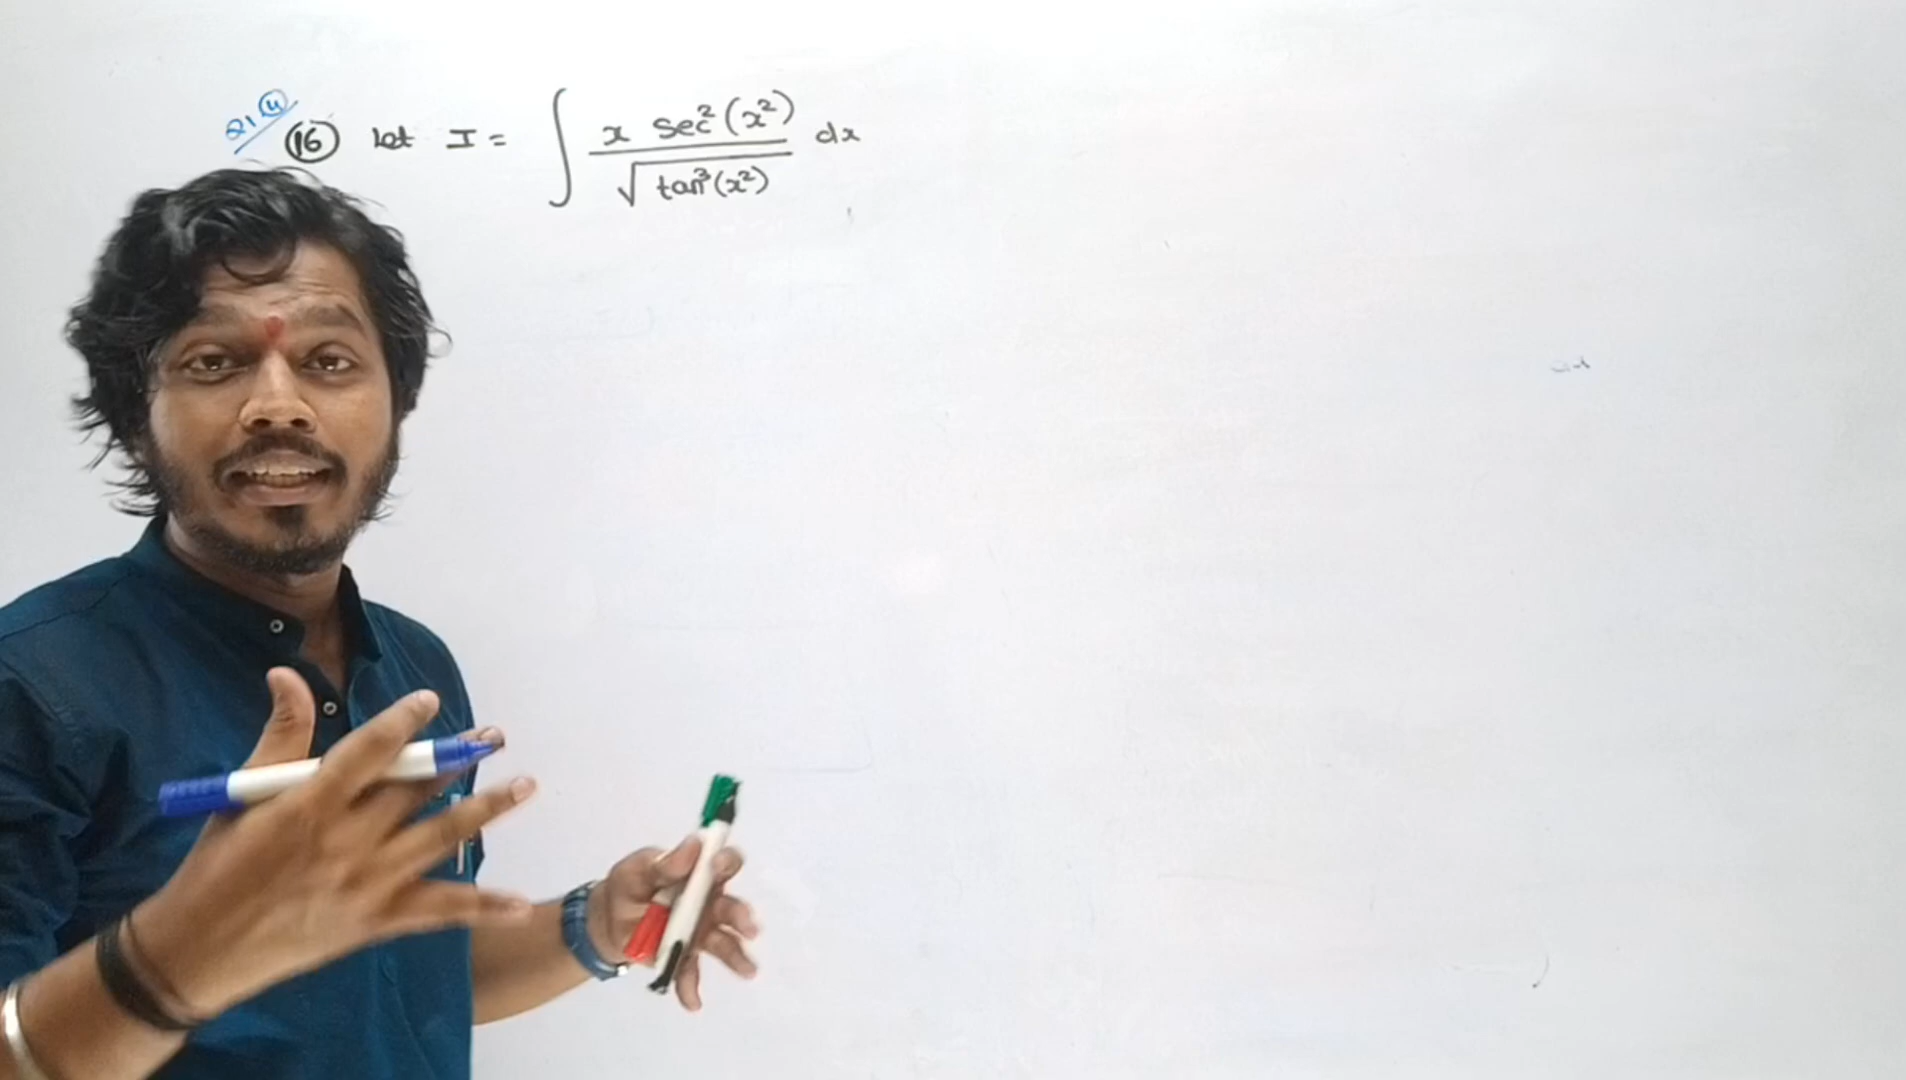 21 (4)
(16) Let I = ∫ x sec²(x²) / √tan³(x²) dx